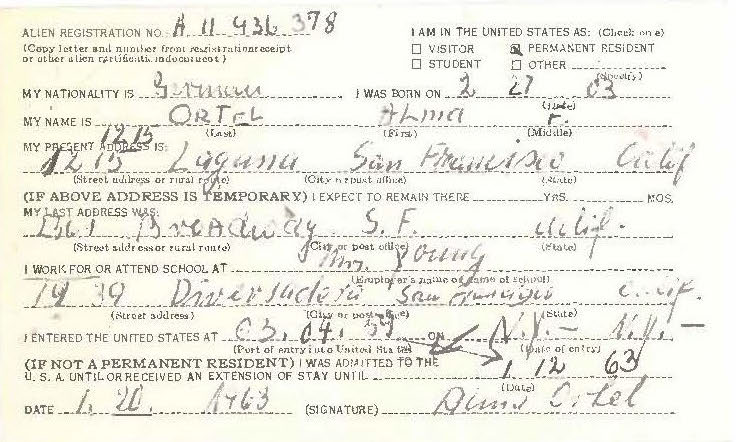 ALIEN REGISTRATION NO. A 11 936 378
(Copy letter and number from registration receipt or other alien certification document)
I AM IN THE UNITED STATES AS: (Check one)
☐ VISITOR ☒ PERMANENT RESIDENT
☐ STUDENT ☐ OTHER
(Specify)
MY NATIONALITY IS German I WAS BORN ON 2 27 03
(Date)
MY NAME IS ORTEL ALma F.
(Last) (First) (Middle)
1215
MY PRESENT ADDRESS IS:
1215 Laguna San Francisco Calif
(Street address or rural route) (City or post office) (State)
(IF ABOVE ADDRESS IS TEMPORARY) I EXPECT TO REMAIN THERE YRS. MOS.
MY LAST ADDRESS WAS:
Broadway S.F. Calif.
(Street address or rural route) (City or post office) (State)
I WORK FOR OR ATTEND SCHOOL AT Mrs. Young
(Employer's name or name of school)
1939 San Francisco Calif.
(Street address) (City or post office) (State)
I ENTERED THE UNITED STATES AT 03. 04. 59 ON N.Y. — N.Y. —
(Port of entry into United States) (Date of entry)
(IF NOT A PERMANENT RESIDENT) I WAS ADMITTED TO THE
U.S.A. UNTIL OR RECEIVED AN EXTENSION OF STAY UNTIL 1 12 63
(Date)
DATE 1. 20. 1963 (SIGNATURE) Alma Ortel